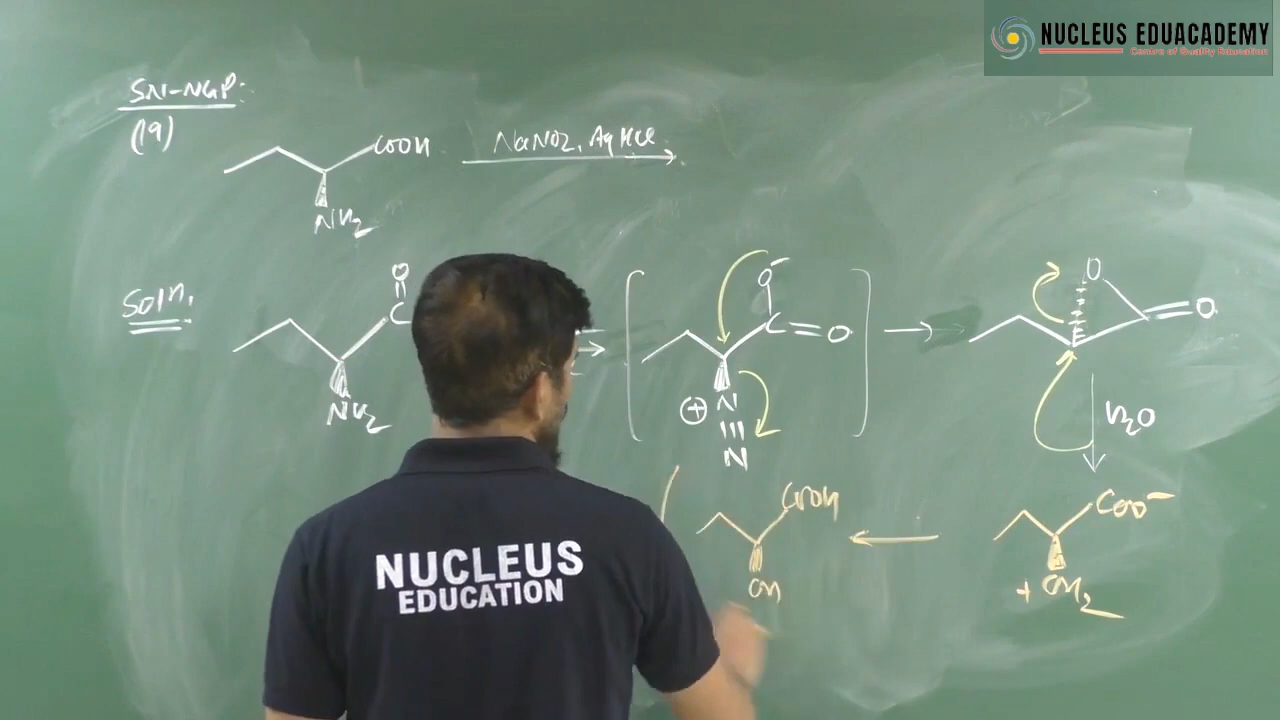 NUCLEUS EDUACADEMY
Centre of Quality Education
SN-NGP:
(19)
COOH
NaNO2, Aq HCl.
NH2
Soln.
O
C
NH2
O-
C=O
⊕ N
N
O
O
H2O
COOH
OH
COO-
+OH2
NUCLEUS
EDUCATION